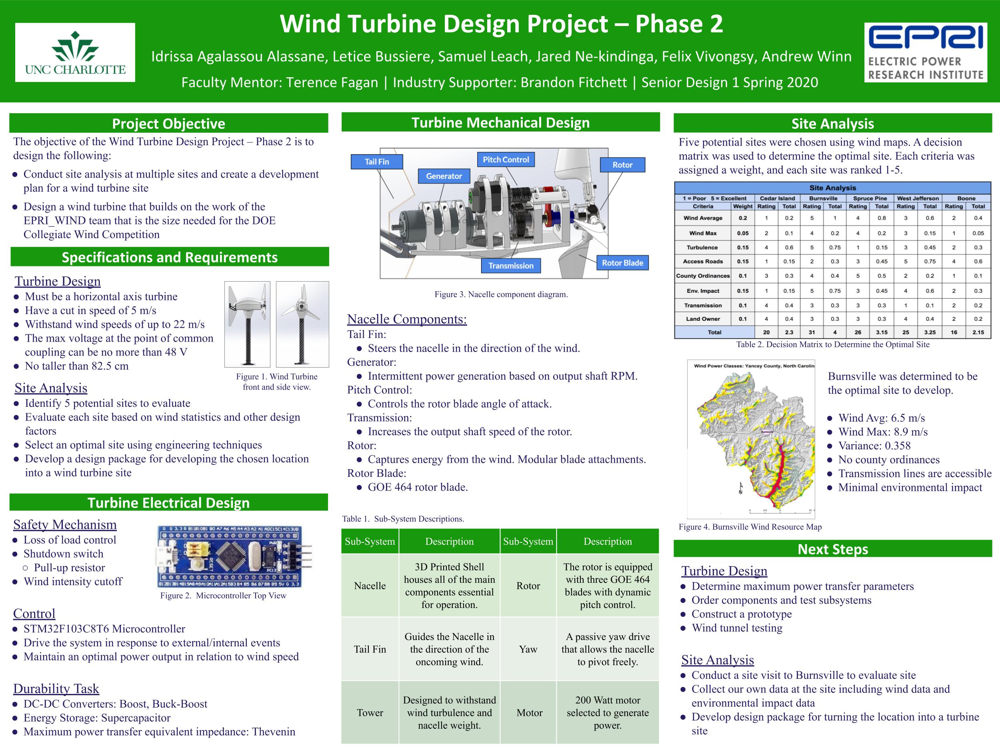 Wind Turbine Design Project – Phase 2
UNC CHARLOTTE
Idrissa Agalassou Alassane, Letice Bussiere, Samuel Leach, Jared Ne-kindinga, Felix Vivongsy, Andrew Winn
Faculty Mentor: Terence Fagan | Industry Supporter: Brandon Fitchett | Senior Design 1 Spring 2020
EPRI
ELECTRIC POWER
RESEARCH INSTITUTE
Project Objective
The objective of the Wind Turbine Design Project – Phase 2 is to
design the following:
● Conduct site analysis at multiple sites and create a development
plan for a wind turbine site
● Design a wind turbine that builds on the work of the
EPRI_WIND team that is the size needed for the DOE
Collegiate Wind Competition
Specifications and Requirements
Turbine Design
● Must be a horizontal axis turbine
● Have a cut in speed of 5 m/s
● Withstand wind speeds of up to 22 m/s
● The max voltage at the point of common
coupling can be no more than 48 V
● No taller than 82.5 cm
Figure 1. Wind Turbine
front and side view.
Site Analysis
● Identify 5 potential sites to evaluate
● Evaluate each site based on wind statistics and other design
factors
● Select an optimal site using engineering techniques
● Develop a design package for developing the chosen location
into a wind turbine site
Turbine Electrical Design
Safety Mechanism
● Loss of load control
● Shutdown switch
○ Pull-up resistor
● Wind intensity cutoff
RESET
PWR
PC13
Figure 2. Microcontroller Top View
Control
● STM32F103C8T6 Microcontroller
● Drive the system in response to external/internal events
● Maintain an optimal power output in relation to wind speed
Durability Task
● DC-DC Converters: Boost, Buck-Boost
● Energy Storage: Supercapacitor
● Maximum power transfer equivalent impedance: Thevenin
Turbine Mechanical Design
Tail Fin
Generator
Pitch Control
Rotor
Transmission
Rotor Blade
Figure 3. Nacelle component diagram.
Nacelle Components:
Tail Fin:
● Steers the nacelle in the direction of the wind.
Generator:
● Intermittent power generation based on output shaft RPM.
Pitch Control:
● Controls the rotor blade angle of attack.
Transmission:
● Increases the output shaft speed of the rotor.
Rotor:
● Captures energy from the wind. Modular blade attachments.
Rotor Blade:
● GOE 464 rotor blade.
Table 1. Sub-System Descriptions.
Sub-System Description Sub-System Description
Nacelle
3D Printed Shell
houses all of the main
components essential
for operation.
Rotor
The rotor is equipped
with three GOE 464
blades with dynamic
pitch control.
Tail Fin
Guides the Nacelle in
the direction of the
oncoming wind.
Yaw
A passive yaw drive
that allows the nacelle
to pivot freely.
Tower
Designed to withstand
wind turbulence and
nacelle weight.
Motor
200 Watt motor
selected to generate
power.
Site Analysis
Five potential sites were chosen using wind maps. A decision
matrix was used to determine the optimal site. Each criteria was
assigned a weight, and each site was ranked 1-5.
Site Analysis
1 = Poor 5 = Excellent Cedar Island Burnsville Spruce Pine West Jefferson Boone
Criteria Weight Rating Total Rating Total Rating Total Rating Total Rating Total
Wind Average 0.2 1 0.2 5 1 4 0.8 3 0.6 2 0.4
Wind Max 0.05 2 0.1 4 0.2 4 0.2 3 0.15 1 0.05
Turbulence 0.15 4 0.6 5 0.75 1 0.15 3 0.45 2 0.3
Access Roads 0.15 1 0.15 2 0.3 3 0.45 5 0.75 4 0.6
County Ordinances 0.1 3 0.3 4 0.4 5 0.5 2 0.2 1 0.1
Env. Impact 0.15 1 0.15 5 0.75 3 0.45 4 0.6 2 0.3
Transmission 0.1 4 0.4 3 0.3 3 0.3 1 0.1 2 0.2
Land Owner 0.1 4 0.4 3 0.3 3 0.3 4 0.4 2 0.2
Total 20 2.3 31 4 26 3.15 25 3.25 16 2.15
Table 2. Decision Matrix to Determine the Optimal Site
Wind Power Classes: Yancey County, North Carolin
Burnsville
N
0 2.5 5 10
Figure 4. Burnsville Wind Resource Map
Burnsville was determined to be
the optimal site to develop.
● Wind Avg: 6.5 m/s
● Wind Max: 8.9 m/s
● Variance: 0.358
● No county ordinances
● Transmission lines are accessible
● Minimal environmental impact
Next Steps
Turbine Design
● Determine maximum power transfer parameters
● Order components and test subsystems
● Construct a prototype
● Wind tunnel testing
Site Analysis
● Conduct a site visit to Burnsville to evaluate site
● Collect our own data at the site including wind data and
environmental impact data
● Develop design package for turning the location into a turbine
site